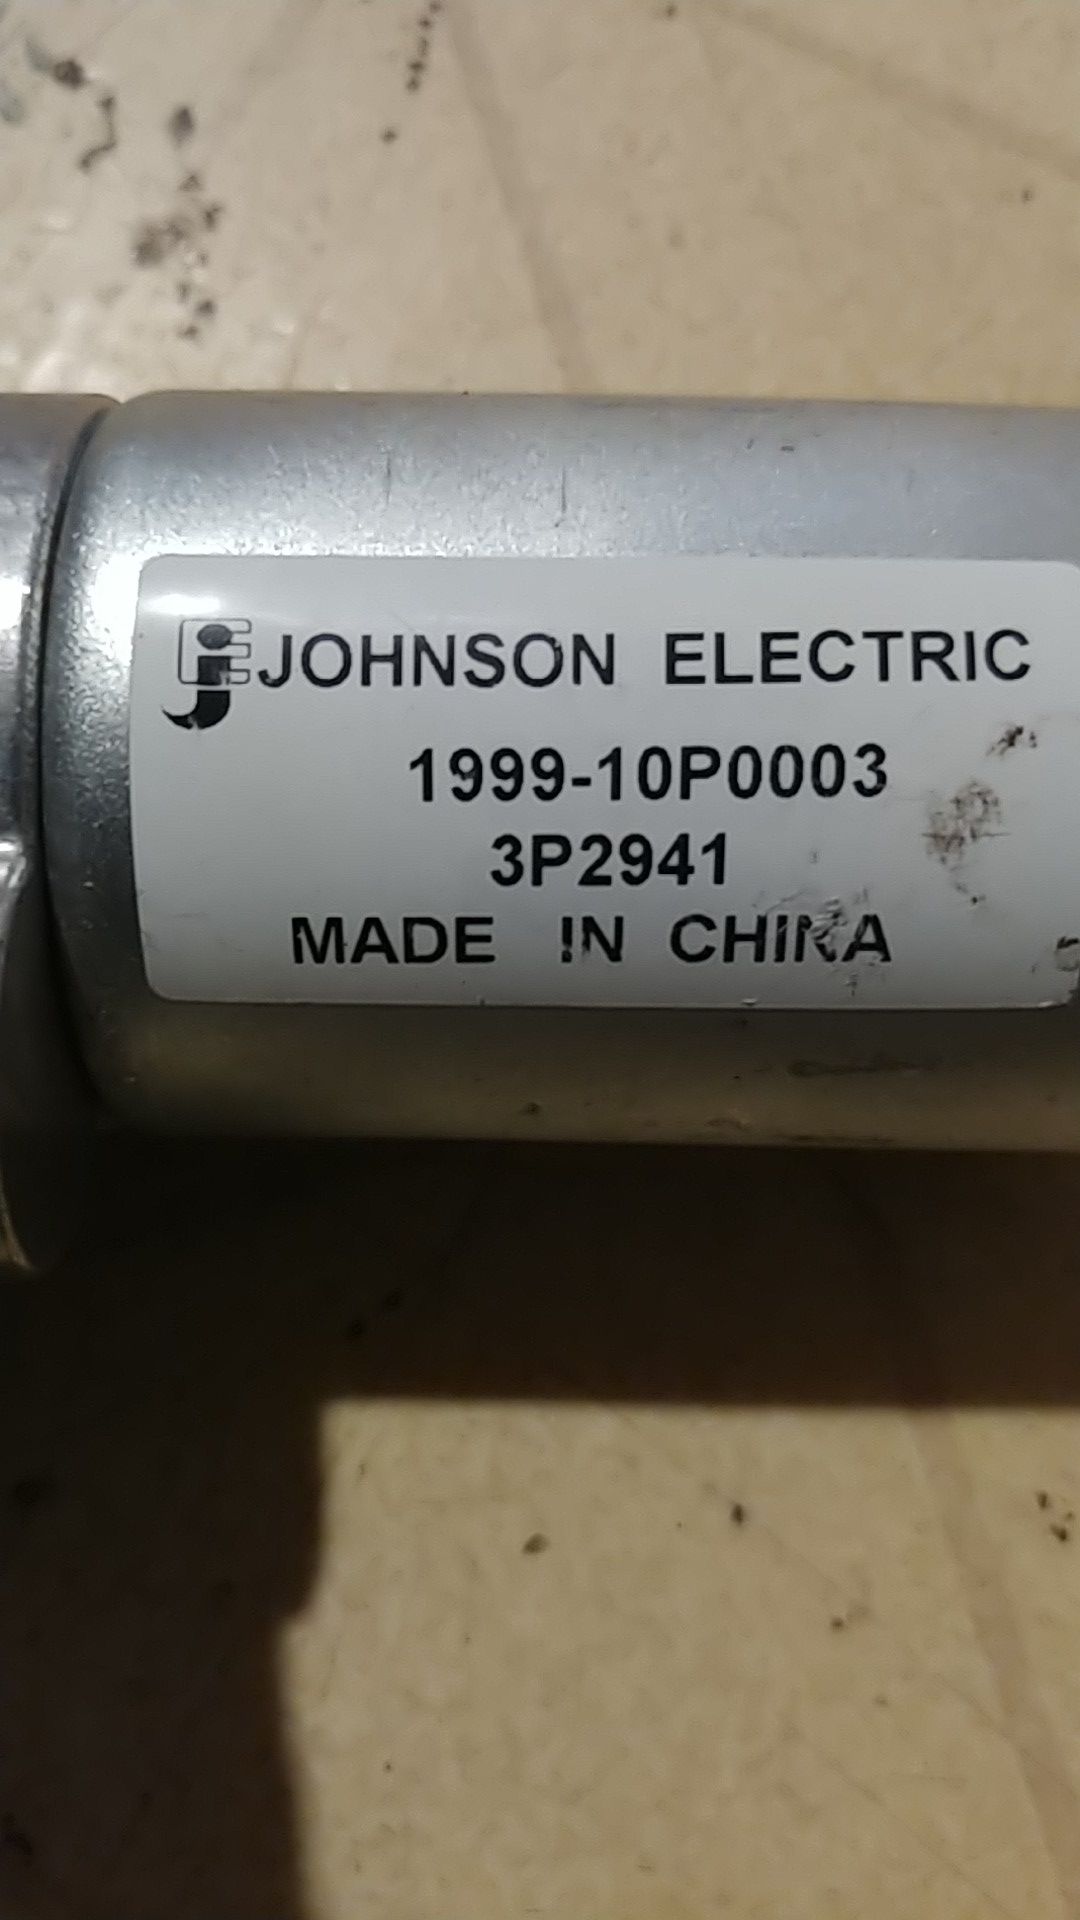 JOHNSON ELECTRIC
1999-10P0003
3P2941
MADE IN CHINA